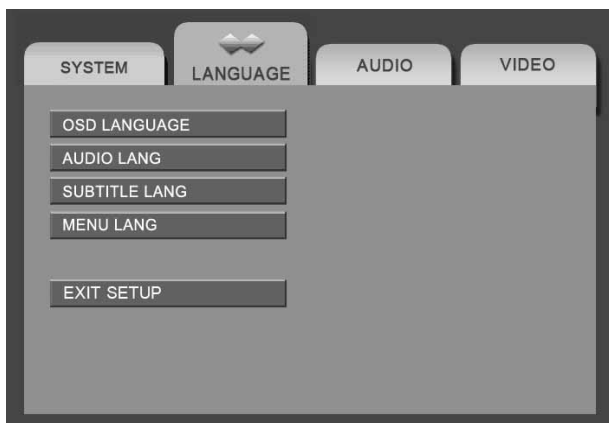 SYSTEM LANGUAGE AUDIO VIDEO
OSD LANGUAGE
AUDIO LANG
SUBTITLE LANG
MENU LANG
EXIT SETUP